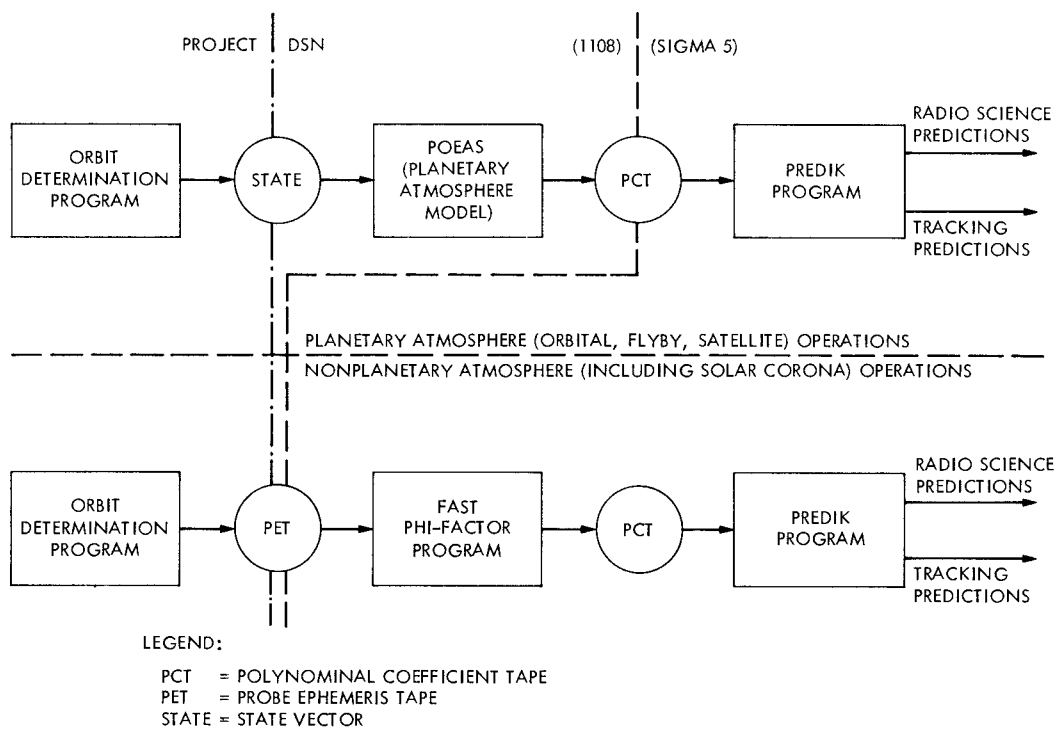 PROJECT
DSN
(1108)
(SIGMA 5)
ORBIT
DETERMINATION
PROGRAM
STATE
POEAS
(PLANETARY
ATMOSPHERE
MODEL)
PCT
PREDIK
PROGRAM
RADIO SCIENCE
PREDICTIONS
TRACKING
PREDICTIONS
PLANETARY ATMOSPHERE (ORBITAL, FLYBY, SATELLITE) OPERATIONS
NONPLANETARY ATMOSPHERE (INCLUDING SOLAR CORONA) OPERATIONS
ORBIT
DETERMINATION
PROGRAM
PET
FAST
PHI-FACTOR
PROGRAM
PCT
PREDIK
PROGRAM
RADIO SCIENCE
PREDICTIONS
TRACKING
PREDICTIONS
LEGEND:
PCT = POLYNOMINAL COEFFICIENT TAPE
PET = PROBE EPHEMERIS TAPE
STATE = STATE VECTOR